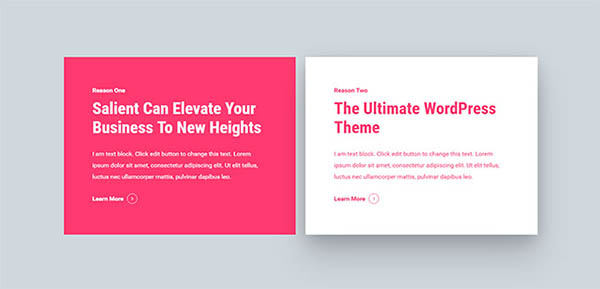 Reason One
Salient Can Elevate Your
Business To New Heights
I am text block. Click edit button to change this text. Lorem
ipsum dolor sit amet, consectetur adipiscing elit. Ut elit tellus,
luctus nec ullamcorper mattis, pulvinar dapibus leo.
Learn More
Reason Two
The Ultimate WordPress
Theme
I am text block. Click edit button to change this text. Lorem
ipsum dolor sit amet, consectetur adipiscing elit. Ut elit tellus,
luctus nec ullamcorper mattis, pulvinar dapibus leo.
Learn More